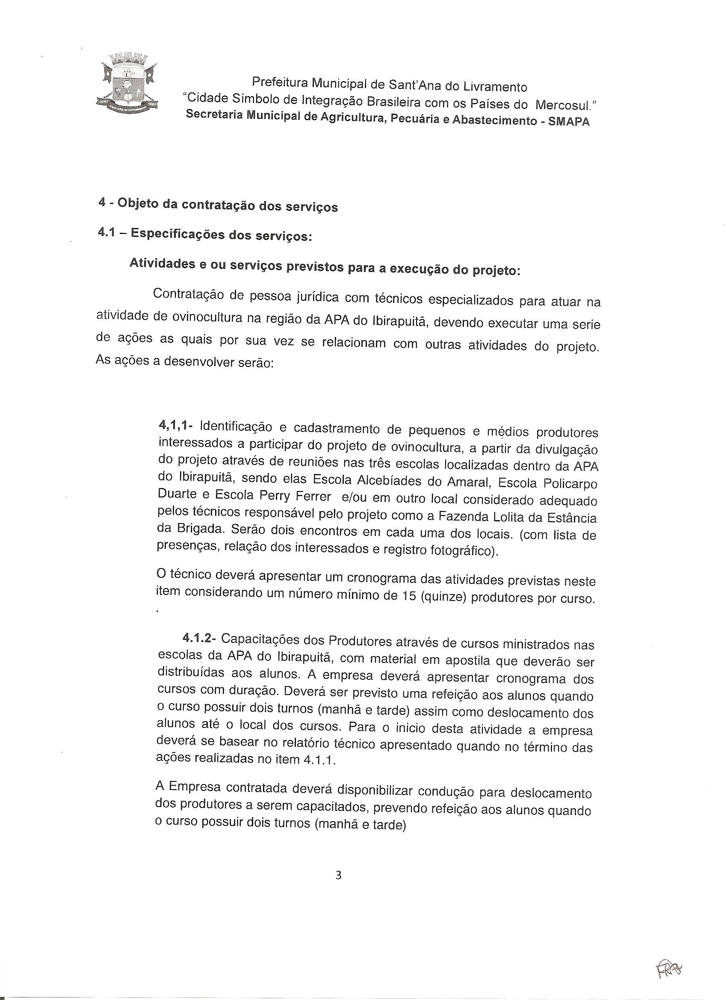 Prefeitura Municipal de Sant'Ana do Livramento
“Cidade Símbolo de Integração Brasileira com os Países do  Mercosul.”
Secretaria Municipal de Agricultura, Pecuária e Abastecimento - SMAPA
4 - Objeto da contratação dos serviços
4.1 – Especificações dos serviços:
Atividades e ou serviços previstos para a execução do projeto:
Contratação de pessoa jurídica com técnicos especializados para atuar na
atividade de ovinocultura na região da APA do Ibirapuitã, devendo executar uma serie
de ações as quais por sua vez se relacionam com outras atividades do projeto.
As ações a desenvolver serão:
4,1,1- Identificação e cadastramento de pequenos e médios produtores
interessados a participar do projeto de ovinocultura, a partir da divulgação
do projeto através de reuniões nas três escolas localizadas dentro da APA
do Ibirapuitã, sendo elas Escola Alcebíades do Amaral, Escola Policarpo
Duarte e Escola Perry Ferrer  e/ou em outro local considerado adequado
pelos técnicos responsável pelo projeto como a Fazenda Lolita da Estância
da Brigada. Serão dois encontros em cada uma dos locais. (com lista de
presenças, relação dos interessados e registro fotográfico).
O técnico deverá apresentar um cronograma das atividades previstas neste
item considerando um número mínimo de 15 (quinze) produtores por curso.
.
4.1.2- Capacitações dos Produtores através de cursos ministrados nas
escolas da APA do Ibirapuitã, com material em apostila que deverão ser
distribuídas aos alunos. A empresa deverá apresentar cronograma dos
cursos com duração. Deverá ser previsto uma refeição aos alunos quando
o curso possuir dois turnos (manhã e tarde) assim como deslocamento dos
alunos até o local dos cursos. Para o inicio desta atividade a empresa
deverá se basear no relatório técnico apresentado quando no término das
ações realizadas no item 4.1.1.
A Empresa contratada deverá disponibilizar condução para deslocamento
dos produtores a serem capacitados, prevendo refeição aos alunos quando
o curso possuir dois turnos (manhã e tarde)
3